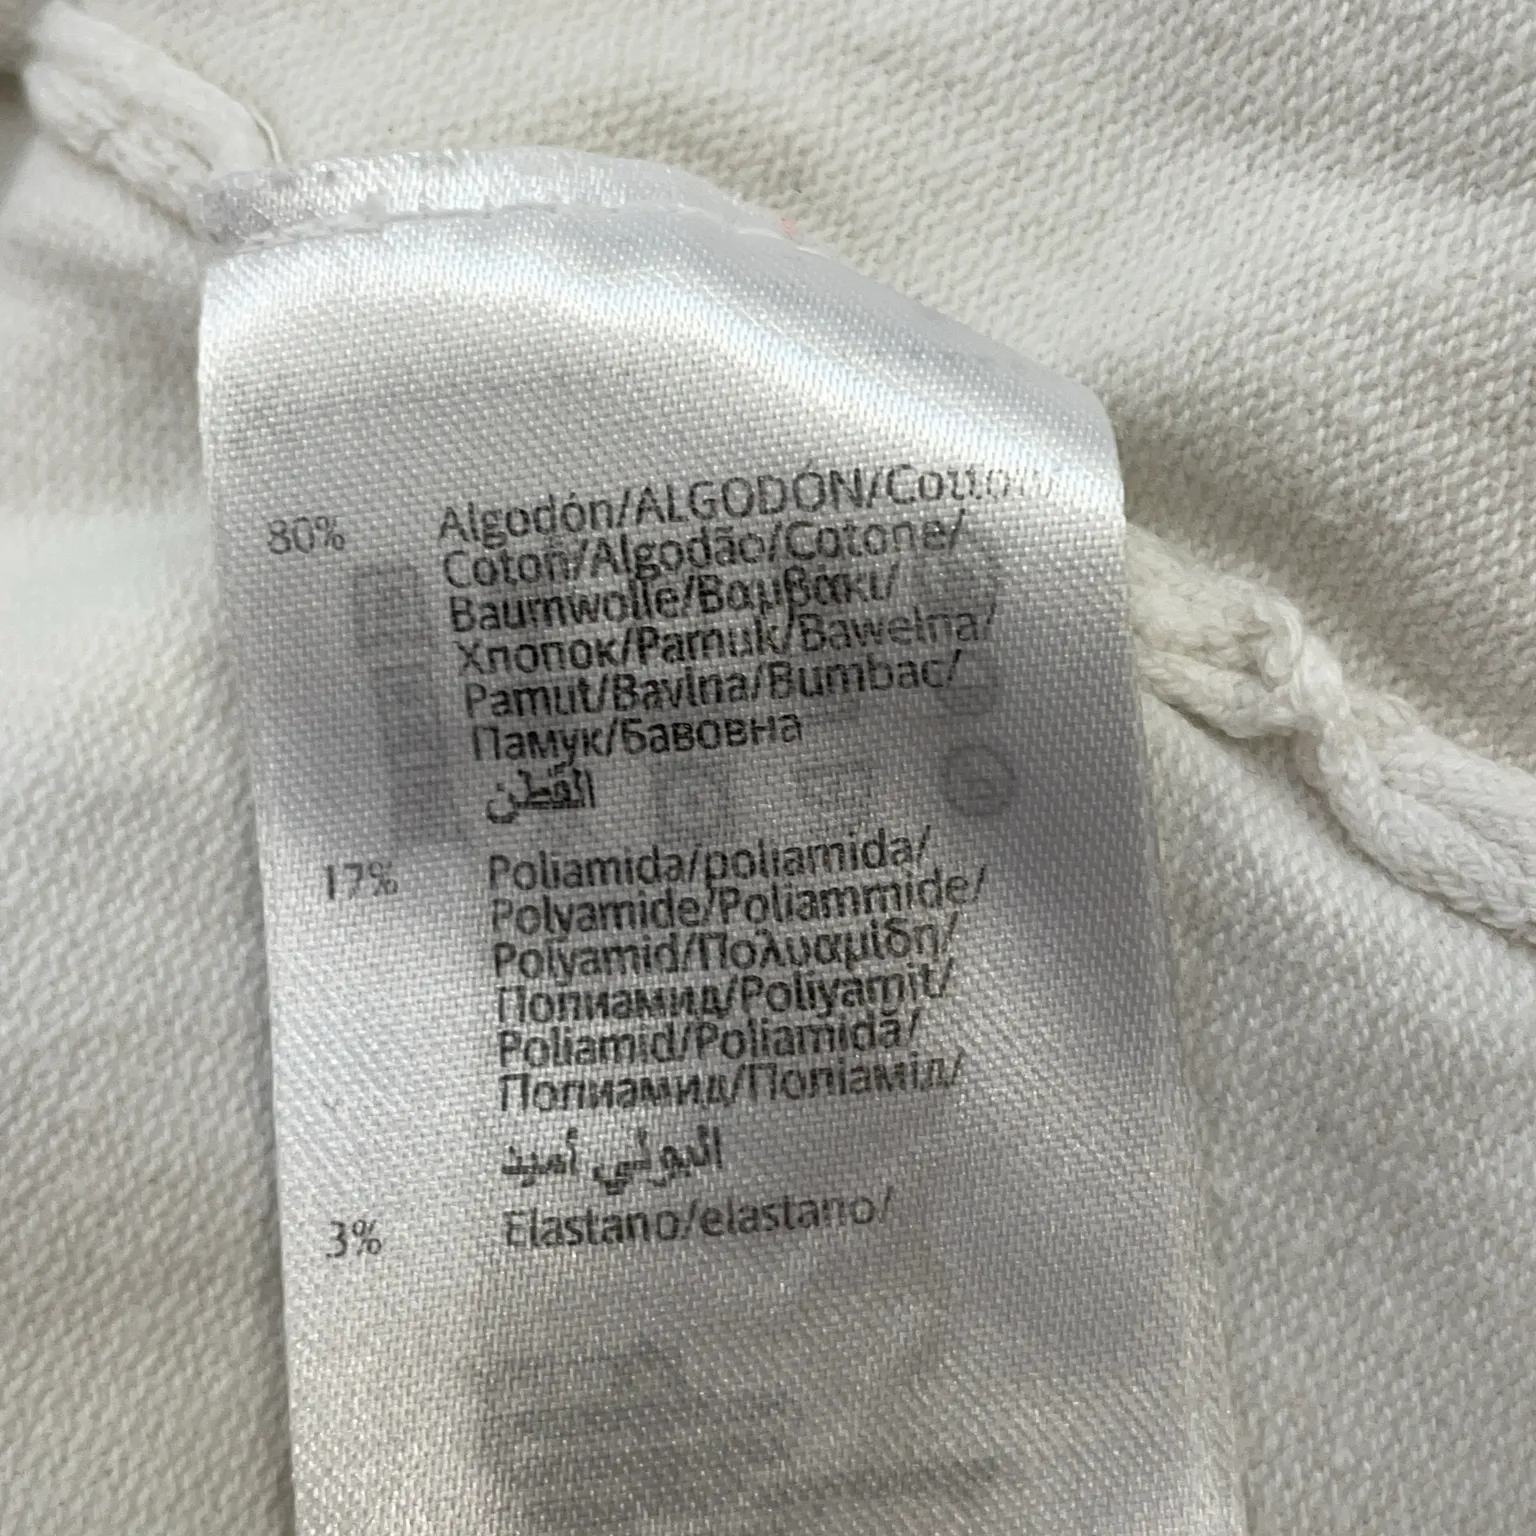 80% Algodón/ALGODÓN/Cotton/
Coton/Algodão/Cotone/
Baumwolle/Βαμβακι/
Хлопок/Pamuk/Bawełna/
Pamut/Bavlna/Bumbac/
Памук/Бавовна
القطن
17% Poliamida/poliamida/
Polyamide/Poliammide/
Polyamid/Πολυαμίδη/
Полиамид/Poliyamit/
Poliamid/Poliamidă/
Полиамид/Поліамід/
البولي أميد
3% Elastano/elastano/